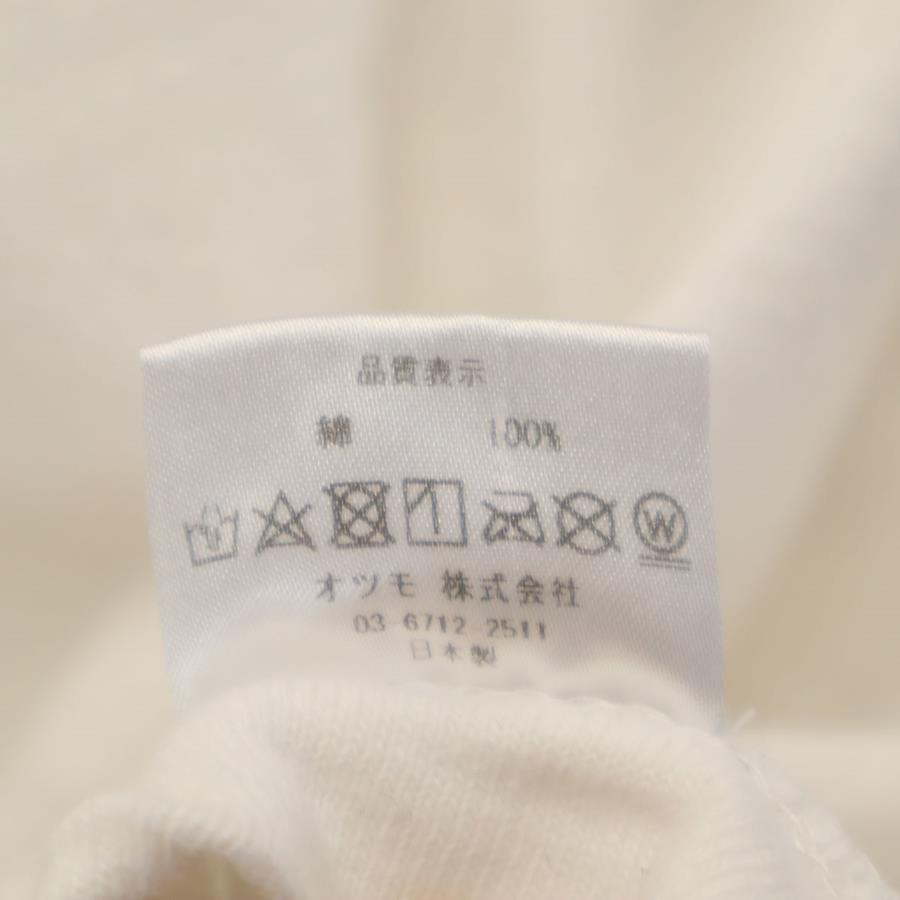 品質表示
綿 100%
W
オツモ 株式会社
03-6712-2511
日本製